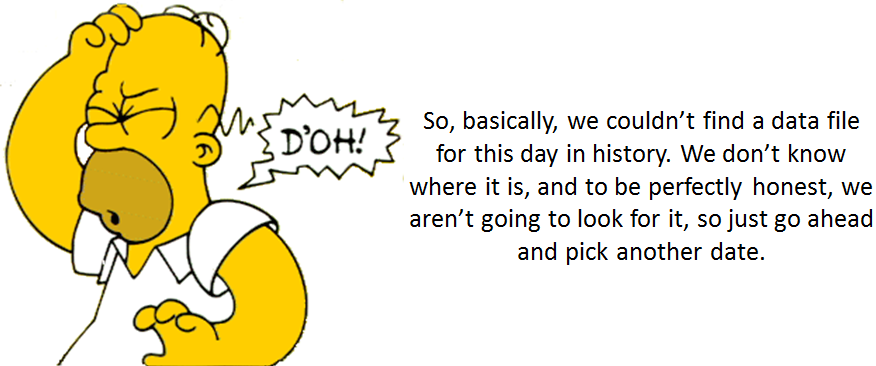 D'OH!
So, basically, we couldn’t find a data file
for this day in history. We don’t know
where it is, and to be perfectly honest, we
aren’t going to look for it, so just go ahead
and pick another date.